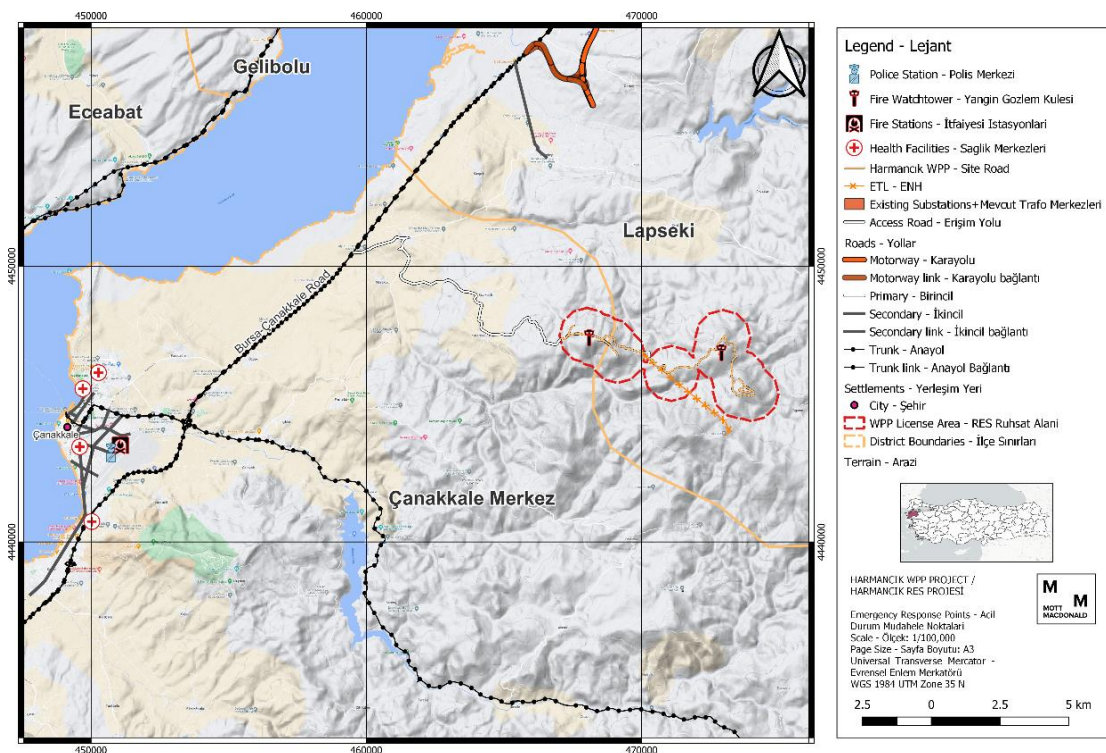 450000
460000
470000
Gelibolu
Eceabat
Lapseki
4450000
4450000
Bursa-Çanakkale Road
Çanakkale
Çanakkale Merkez
4440000
4440000
450000
460000
470000
Legend - Lejant
Police Station - Polis Merkezi
Fire Watchtower - Yangin Gozlem Kulesi
Fire Stations - İtfaiyesi Istasyonlari
Health Facilities - Saglik Merkezleri
Harmancık WPP - Site Road
ETL - ENH
Existing Substations+Mevcut Trafo Merkezleri
Access Road - Erişim Yolu
Roads - Yollar
Motorway - Karayolu
Motorway link - Karayolu bağlantı
Primary - Birincil
Secondary - İkincil
Secondary link - İkincil bağlantı
Trunk - Anayol
Trunk link - Anayol Bağlantı
Settlements - Yerleşim Yeri
City - Şehir
WPP License Area - RES Ruhsat Alani
District Boundaries - İlçe Sınırları
Terrain - Arazi
HARMANÇIK WPP PROJECT /
HARMANCIK RES PROJESİ
M
M
MOTT
MACDONALD
Emergency Response Points - Acil
Durum Mudahele Noktalari
Scale - Ölçek: 1/100,000
Page Size - Sayfa Boyutu: A3
Universal Transverse Mercator -
Evrensel Enlem Merkatörü
WGS 1984 UTM Zone 35 N
2.5 0 2.5 5 km